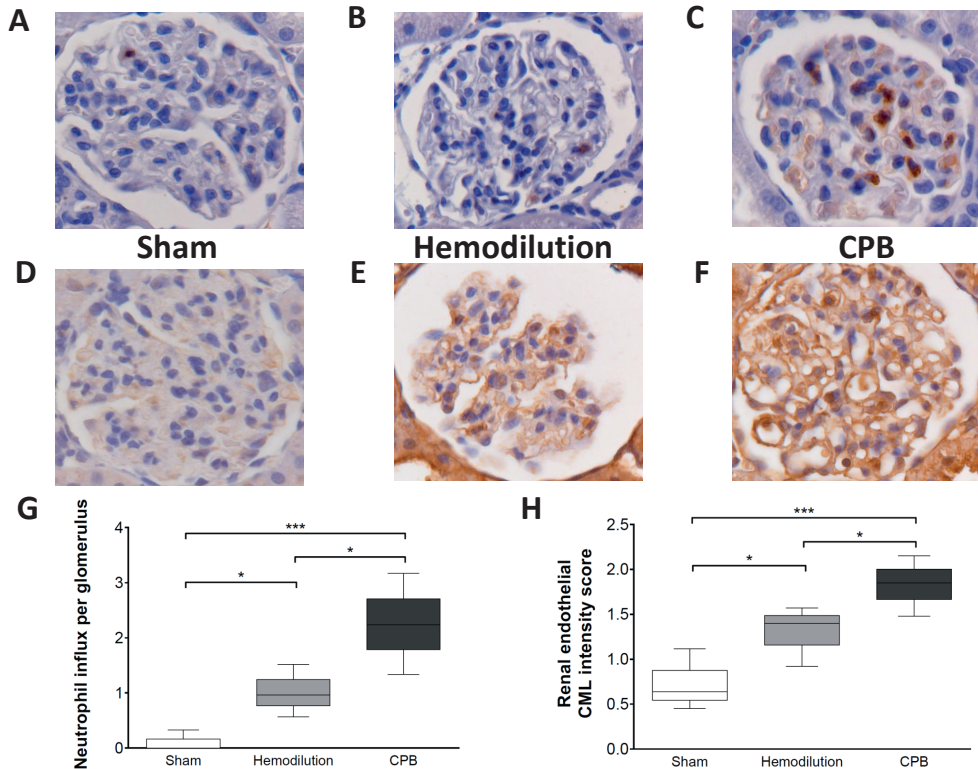 A
B
C
Sham
Hemodilution
CPB
D
E
F
G
Neutrophil influx per glomerulus
4
3
2
1
0
***
*
*
Sham
Hemodilution
CPB
H
Renal endothelial
CML intensity score
2.5
2.0
1.5
1.0
0.5
0.0
***
*
*
Sham
Hemodilution
CPB